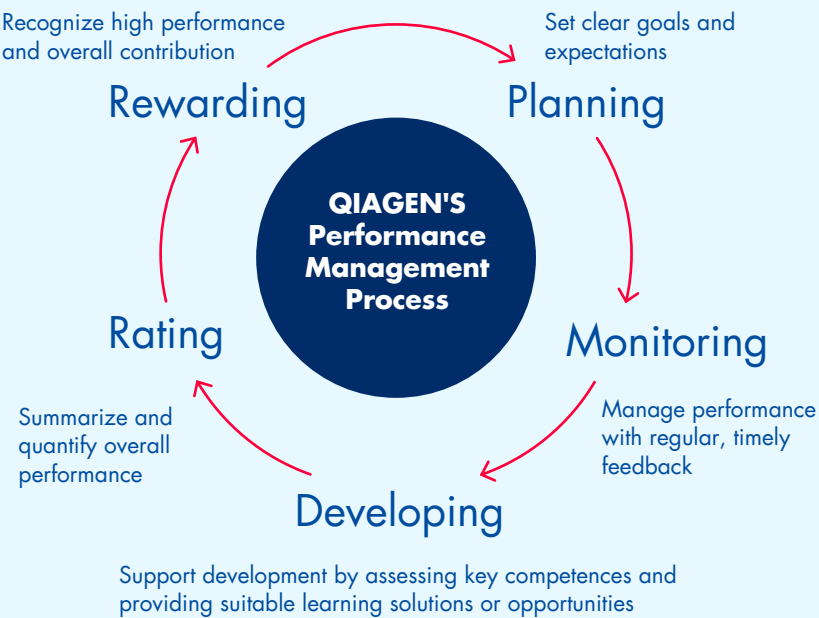 Recognize high performance
and overall contribution
Rewarding
Set clear goals and
expectations
Planning
QIAGEN'S
Performance
Management
Process
Monitoring
Manage performance
with regular, timely
feedback
Developing
Support development by assessing key competences and
providing suitable learning solutions or opportunities
Rating
Summarize and
quantify overall
performance